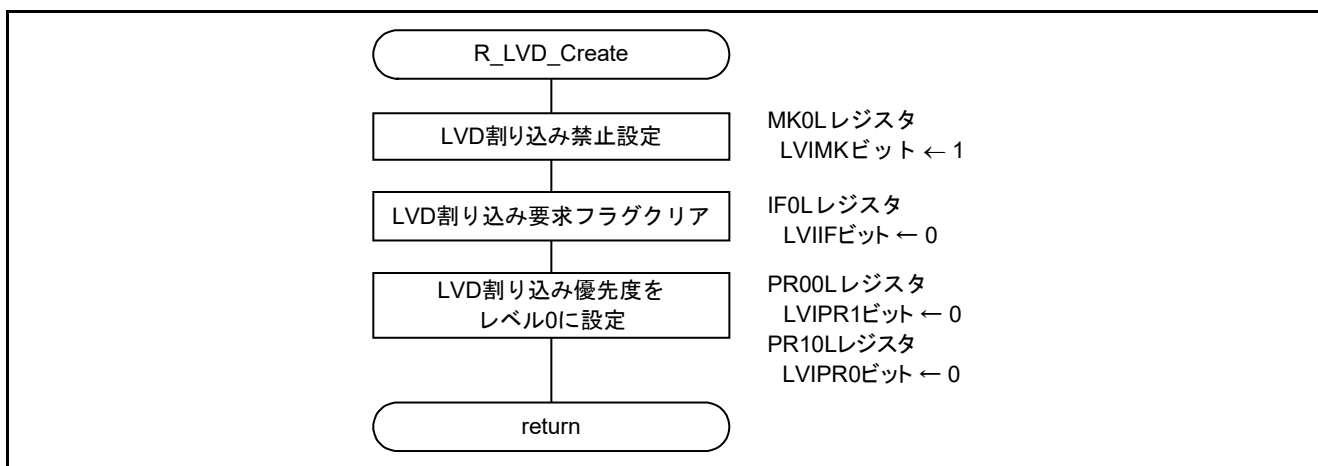 R_LVD_Create
LVD割り込み禁止設定
MK0Lレジスタ
LVIMKビット ← 1
LVD割り込み要求フラグクリア
IF0Lレジスタ
LVIIFビット ← 0
LVD割り込み優先度を
レベル0に設定
PR00Lレジスタ
LVIPR1ビット ← 0
PR10Lレジスタ
LVIPR0ビット ← 0
return